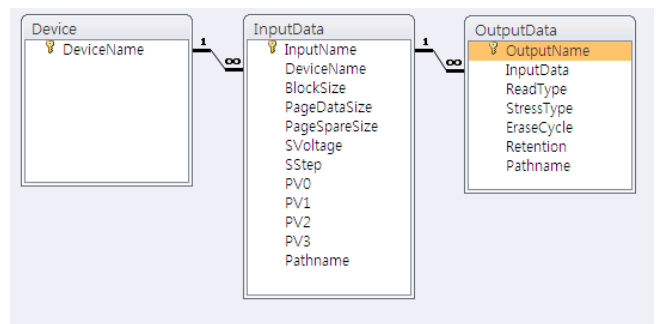 Device
DeviceName
1
∞
InputData
InputName
DeviceName
BlockSize
PageDataSize
PageSpareSize
SVoltage
SStep
PV0
PV1
PV2
PV3
Pathname
1
∞
OutputData
OutputName
InputData
ReadType
StressType
EraseCycle
Retention
Pathname